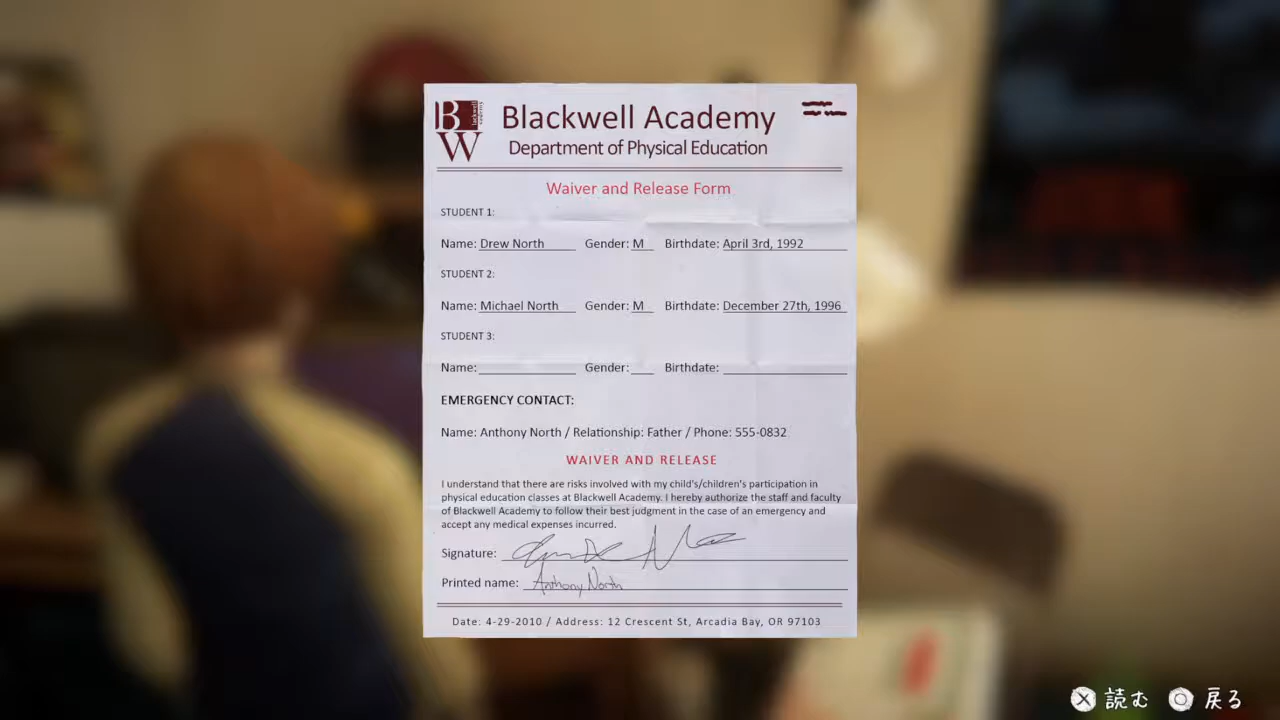 BW blackwell academy
Blackwell Academy
Department of Physical Education
Waiver and Release Form
STUDENT 1:
Name: Drew North Gender: M Birthdate: April 3rd, 1992
STUDENT 2:
Name: Michael North Gender: M Birthdate: December 27th, 1996
STUDENT 3:
Name: Gender: Birthdate:
EMERGENCY CONTACT:
Name: Anthony North / Relationship: Father / Phone: 555-0832
WAIVER AND RELEASE
I understand that there are risks involved with my child's/children's participation in
physical education classes at Blackwell Academy. I hereby authorize the staff and faculty
of Blackwell Academy to follow their best judgment in the case of an emergency and
accept any medical expenses incurred.
Signature:
Printed name: Anthony North
Date: 4-29-2010 / Address: 12 Crescent St, Arcadia Bay, OR 97103
読む 戻る